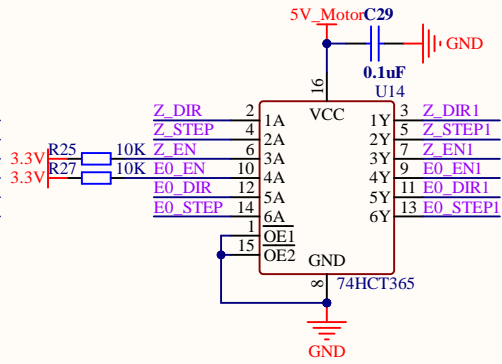 5V_Motor C29
GND
0.1uF
16 U14
VCC
Z_DIR 2 1A 1Y 3 Z_DIR1
Z_STEP 4 2A 2Y 5 Z_STEP1
3.3V R25 10K Z_EN 6 3A 3Y 7 Z_EN1
3.3V R27 10K E0_EN 10 4A 4Y 9 E0_EN1
E0_DIR 12 5A 5Y 11 E0_DIR1
E0_STEP 14 6A 6Y 13 E0_STEP1
1 OE1
15 OE2 GND
8 74HCT365
GND